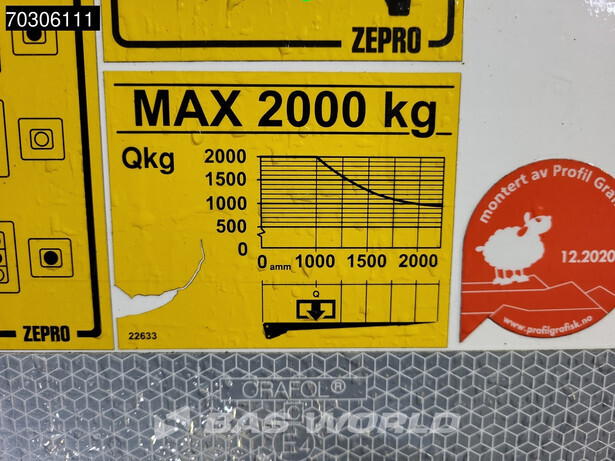 70306111
ZEPRO
MAX 2000 kg
Qkg
2000
1500
1000
500
0
0 amm 1000 1500 2000
Q
22633
ZEPRO
montert av Profil Gra
12.2020
www.profilgrafisk.no
ORAFOL®
BAS WORLD